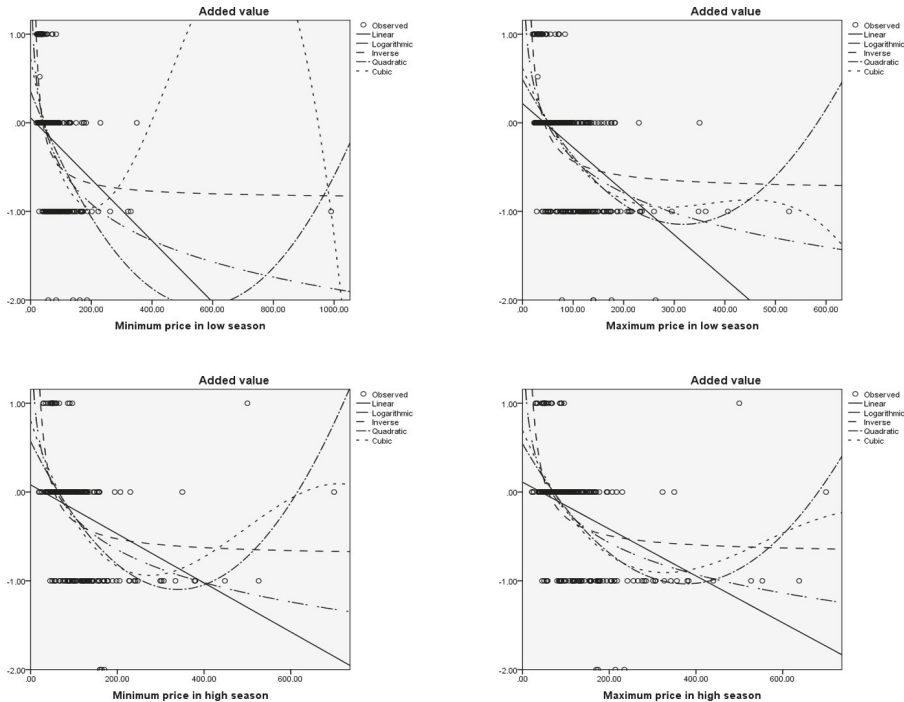 Added value
1.00
.00
-1.00
-2.00
.00
200.00
400.00
600.00
800.00
1000.00
Minimum price in low season
Observed
Linear
Logarithmic
Inverse
Quadratic
Cubic
Added value
1.00
.00
-1.00
-2.00
.00
100.00
200.00
300.00
400.00
500.00
600.00
Maximum price in low season
Observed
Linear
Logarithmic
Inverse
Quadratic
Cubic
Added value
1.00
.00
-1.00
-2.00
.00
200.00
400.00
600.00
Minimum price in high season
Observed
Linear
Logarithmic
Inverse
Quadratic
Cubic
Added value
1.00
.00
-1.00
-2.00
.00
200.00
400.00
600.00
Maximum price in high season
Observed
Linear
Logarithmic
Inverse
Quadratic
Cubic